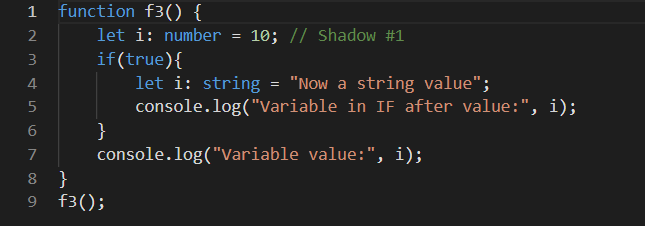 1 function f3() {
2     let i: number = 10; // Shadow #1
3     if(true){
4         let i: string = "Now a string value";
5         console.log("Variable in IF after value:", i);
6     }
7     console.log("Variable value:", i);
8 }
9 f3();